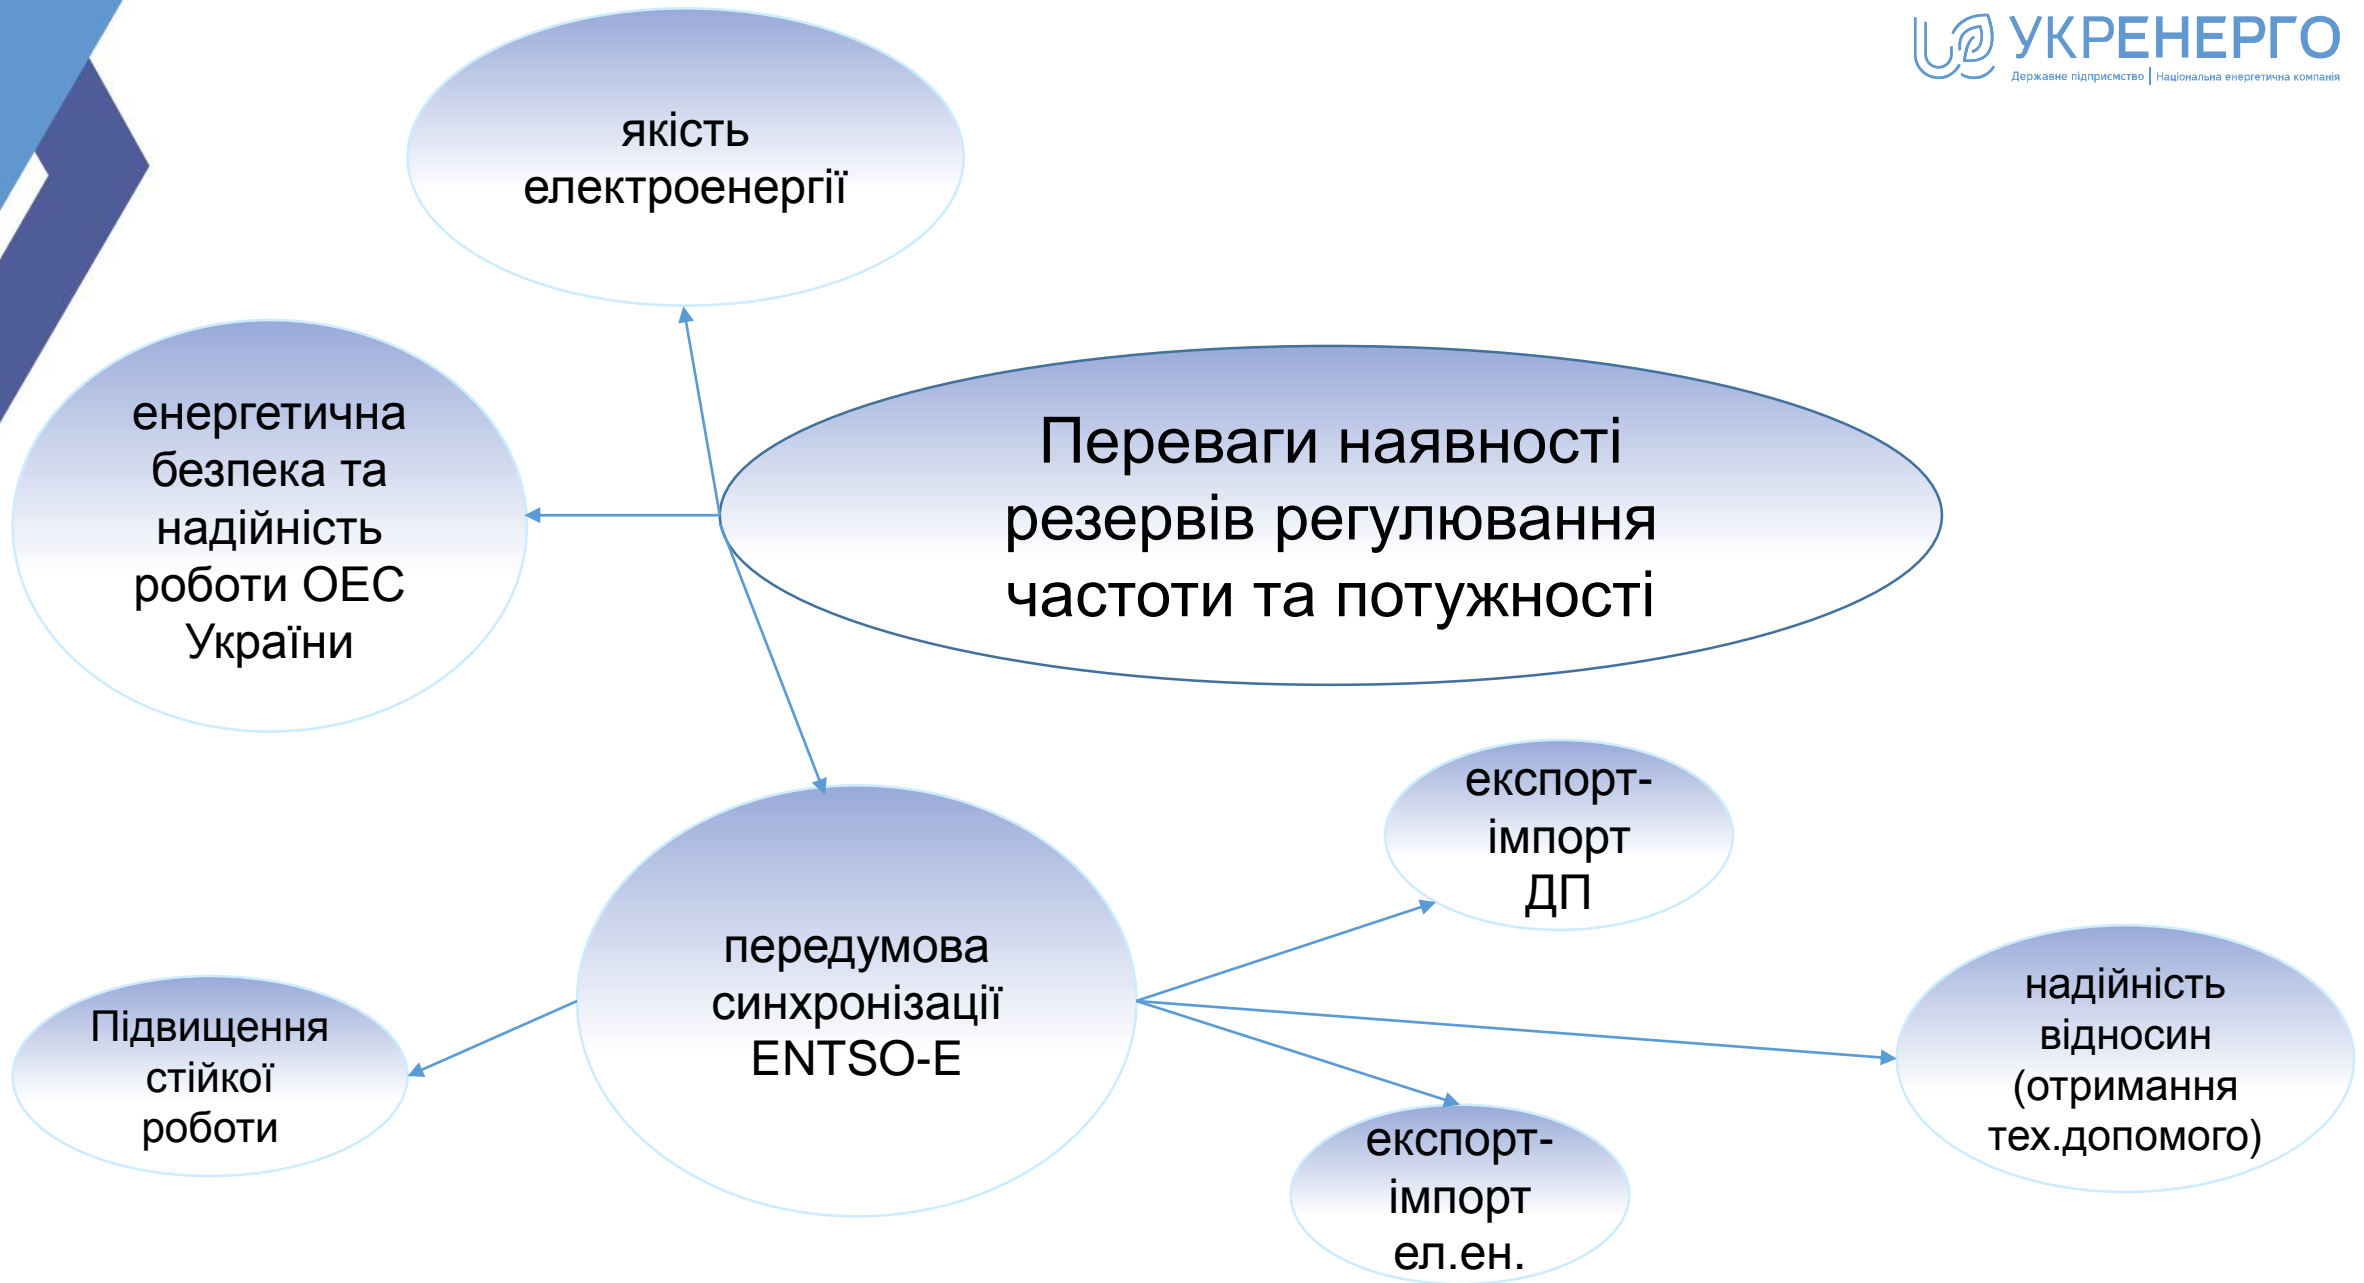 УКРЕНЕРГО
Державне підприємство | Національна енергетична компанія
якість
електроенергії
енергетична
безпека та
надійність
роботи ОЕС
України
Переваги наявності
резервів регулювання
частоти та потужності
експорт-
імпорт
ДП
передумова
синхронізації
ENTSO-E
надійність
відносин
(отримання
тех.допомого)
Підвищення
стійкої
роботи
експорт-
імпорт
ел.ен.